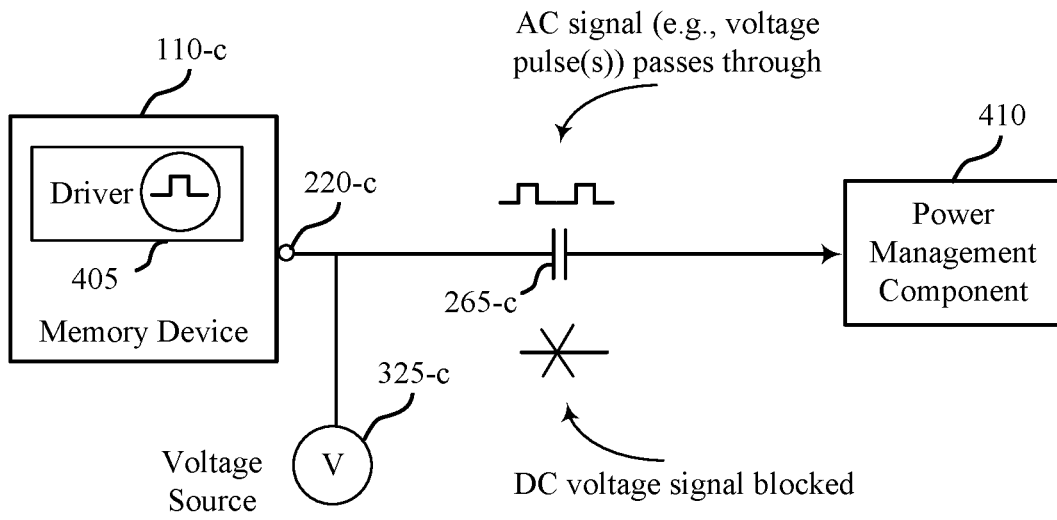 110-c
AC signal (e.g., voltage
pulse(s)) passes through
410
Driver
220-c
405
Memory Device
265-c
Power
Management
Component
325-c
Voltage
Source
V
DC voltage signal blocked